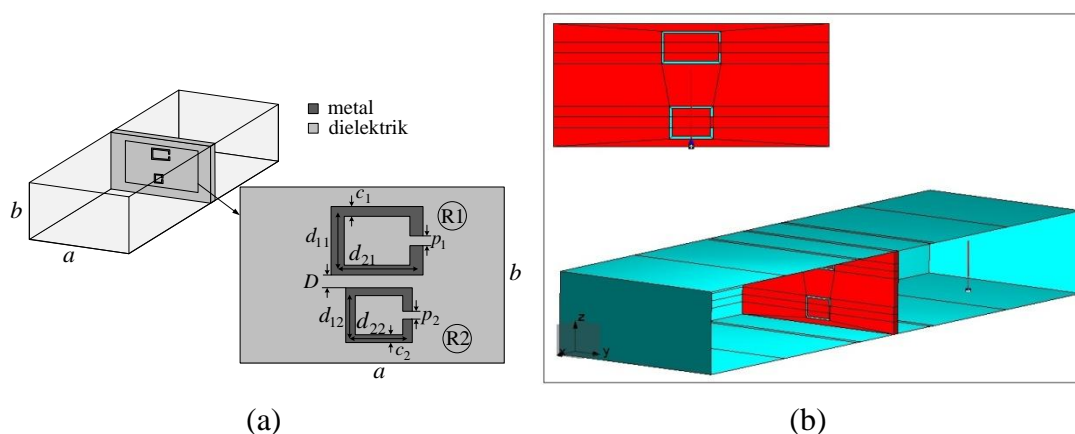 metal
dielektrik
b
a
c₁
R1
d₁₁
p₁
d₂₁
D
b
d₁₂
d₂₂
p₂
c₂
R2
a
z
x
y
(a)
(b)